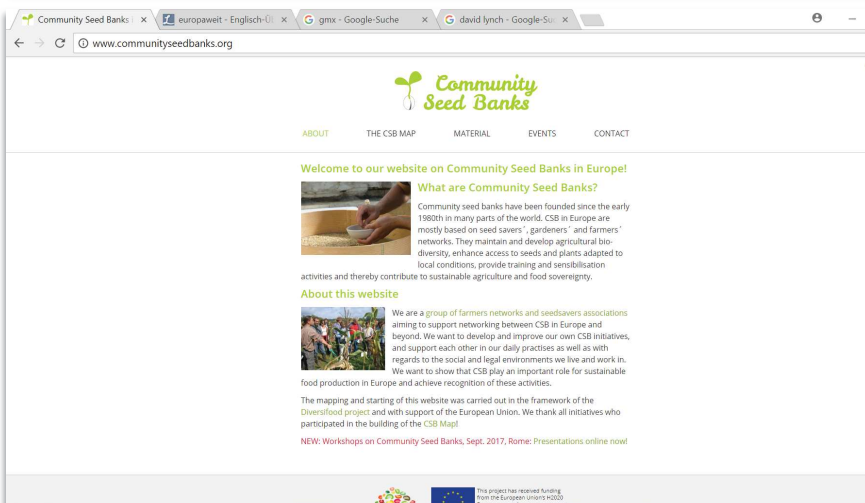 Community Seed Banks
europaweit - Englisch-Ü
gmx - Google-Suche
david lynch - Google-Su
www.communityseedbanks.org
Community
Seed Banks
ABOUT THE CSB MAP MATERIAL EVENTS CONTACT
Welcome to our website on Community Seed Banks in Europe!
What are Community Seed Banks?
Community seed banks have been founded since the early
1980th in many parts of the world. CSB in Europe are
mostly based on seed savers´, gardeners´ and farmers´
networks. They maintain and develop agricultural bio-
diversity, enhance access to seeds and plants adapted to
local conditions, provide training and sensibilisation
activities and thereby contribute to sustainable agriculture and food sovereignty.
About this website
We are a group of farmers networks and seedsavers associations
aiming to support networking between CSB in Europe and
beyond. We want to develop and improve our own CSB initiatives,
and support each other in our daily practises as well as with
regards to the social and legal environments we live and work in.
We want to show that CSB play an important role for sustainable
food production in Europe and achieve recognition of these activities.
The mapping and starting of this website was carried out in the framework of the
Diversifood project and with support of the European Union. We thank all initiatives who
participated in the building of the CSB Map!
NEW: Workshops on Community Seed Banks, Sept. 2017, Rome: Presentations online now!
This project has received funding
from the European Union's H2020